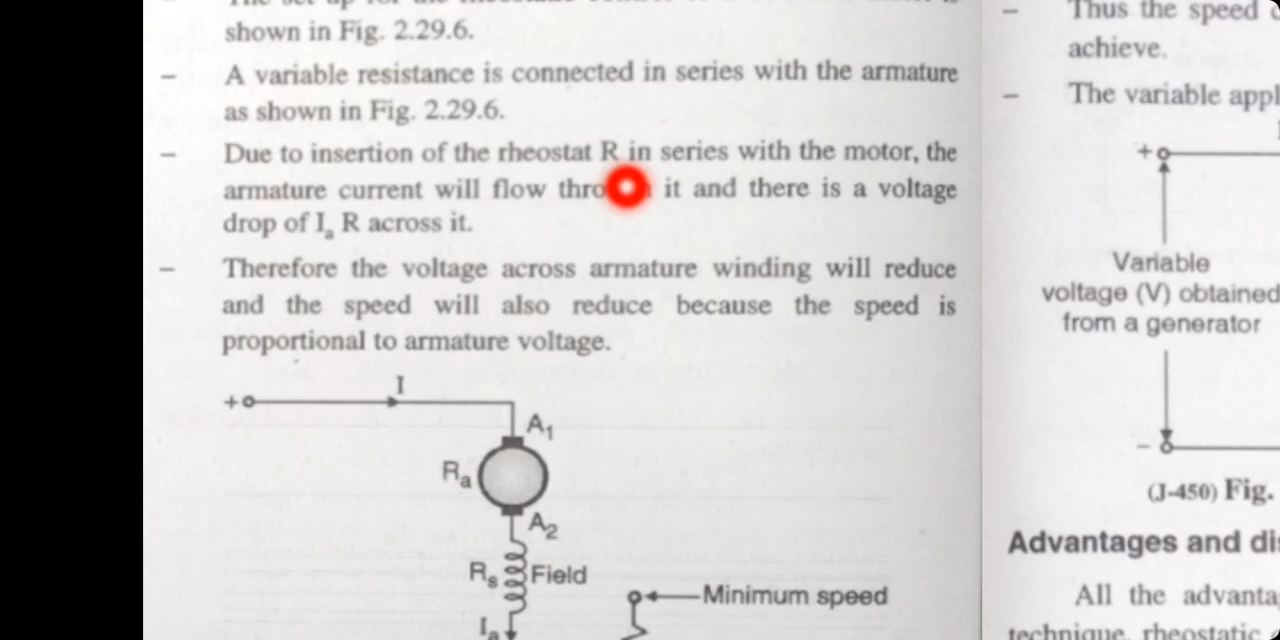 shown in Fig. 2.29.6.
– A variable resistance is connected in series with the armature
as shown in Fig. 2.29.6.
– Due to insertion of the rheostat R in series with the motor, the
armature current will flow it and there is a voltage
drop of Iₐ R across it.
– Therefore the voltage across armature winding will reduce
and the speed will also reduce because the speed is
proportional to armature voltage.
I
+
A₁
Rₐ
A₂
Rₛ Field
Minimum speed
Iₐ
– Thus the speed
achieve.
– The variable
+
Variable
voltage (V) obtained
from a generator
–
(J-450) Fig.
Advantages and
All the
technique, rheostatic